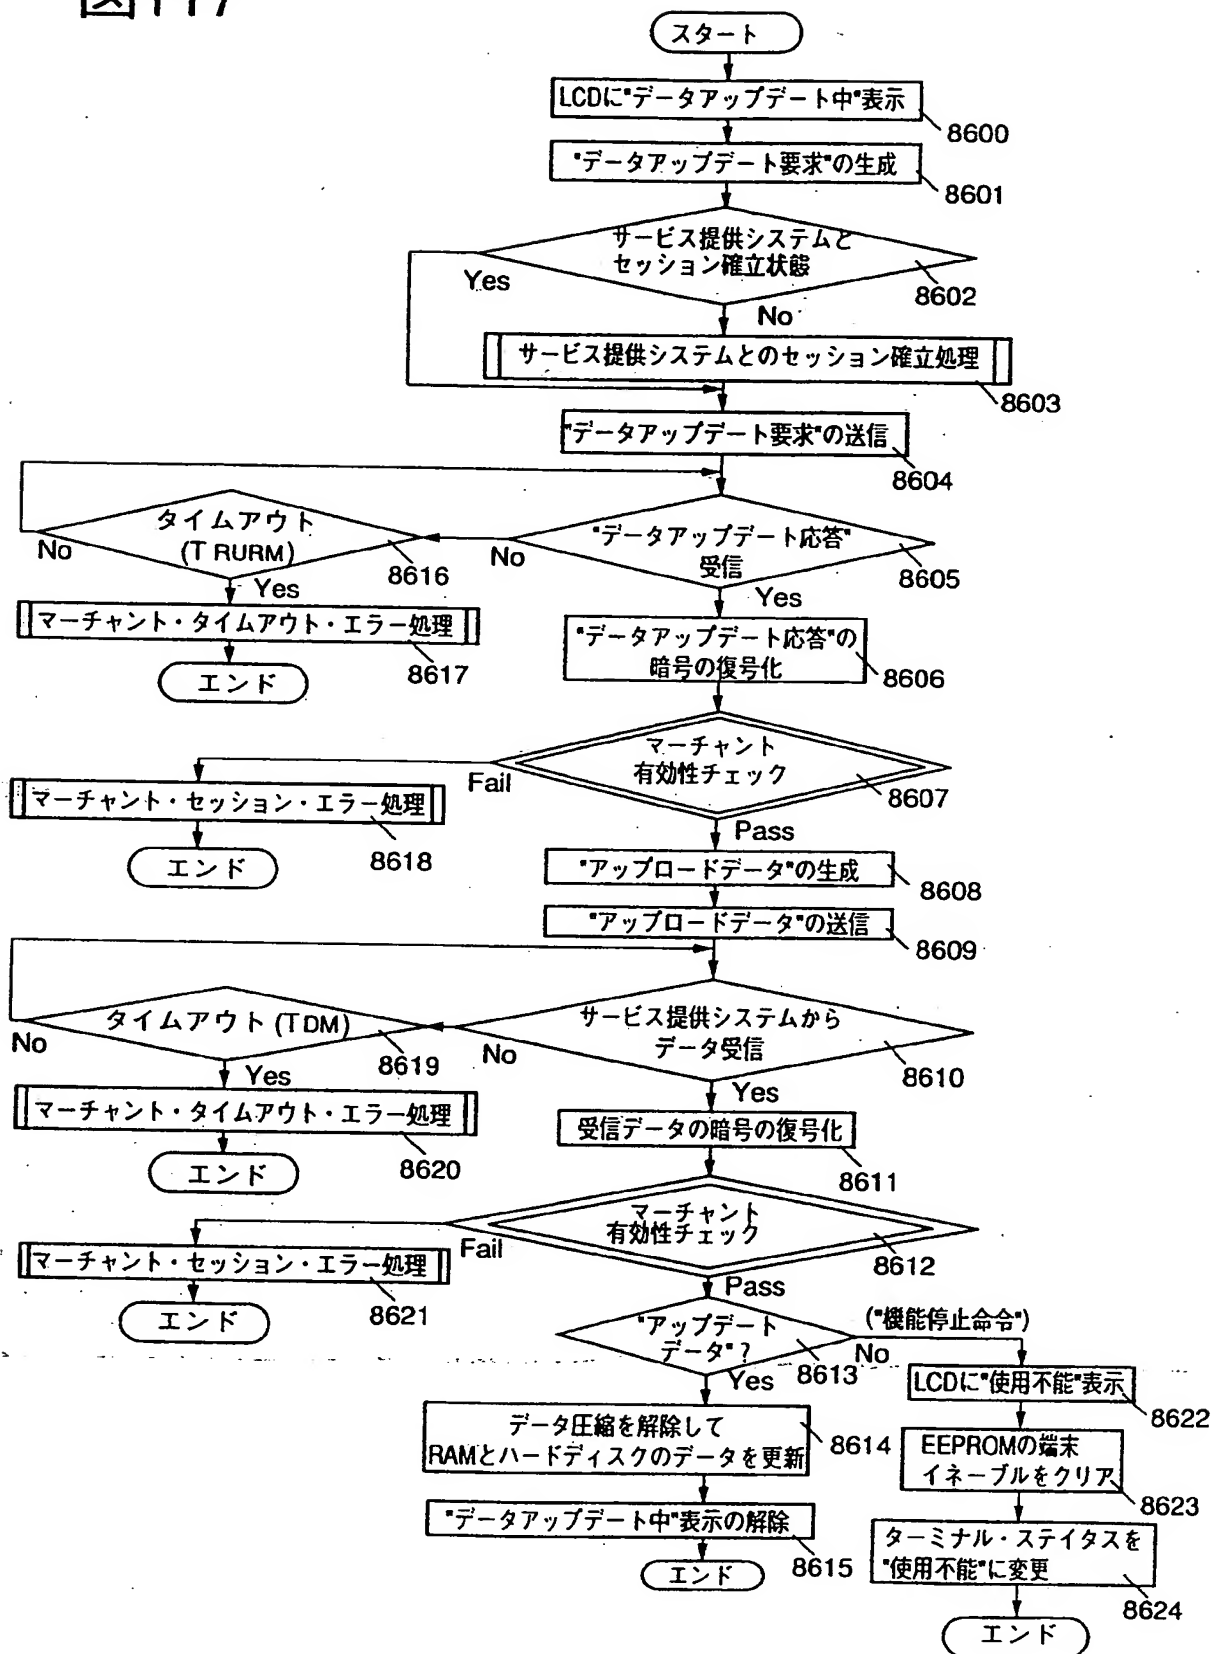 図117
スタート
LCDに"データアップデート中"表示
8600
"データアップデート要求"の生成
8601
サービス提供システムと
セッション確立状態
Yes
8602
No
サービス提供システムとのセッション確立処理
8603
"データアップデート要求"の送信
8604
タイムアウト
(T RURM)
No
8616
Yes
"データアップデート応答"
受信
No
8605
Yes
マーチャント・タイムアウト・エラー処理
8617
エンド
"データアップデート応答"の
暗号の復号化
8606
マーチャント
有効性チェック
Fail
8607
Pass
マーチャント・セッション・エラー処理
8618
エンド
"アップロードデータ"の生成
8608
"アップロードデータ"の送信
8609
タイムアウト(TDM)
No
8619
Yes
サービス提供システムから
データ受信
No
8610
Yes
マーチャント・タイムアウト・エラー処理
8620
エンド
受信データの暗号の復号化
8611
マーチャント
有効性チェック
Fail
8612
Pass
マーチャント・セッション・エラー処理
8621
エンド
"アップデート
データ"?
8613
("機能停止命令")
No
Yes
LCDに"使用不能"表示
8622
データ圧縮を解除して
RAMとハードディスクのデータを更新
8614
EEPROMの端末
イネーブルをクリア
8623
"データアップデート中"表示の解除
8615
エンド
ターミナル・ステイタスを
"使用不能"に変更
8624
エンド